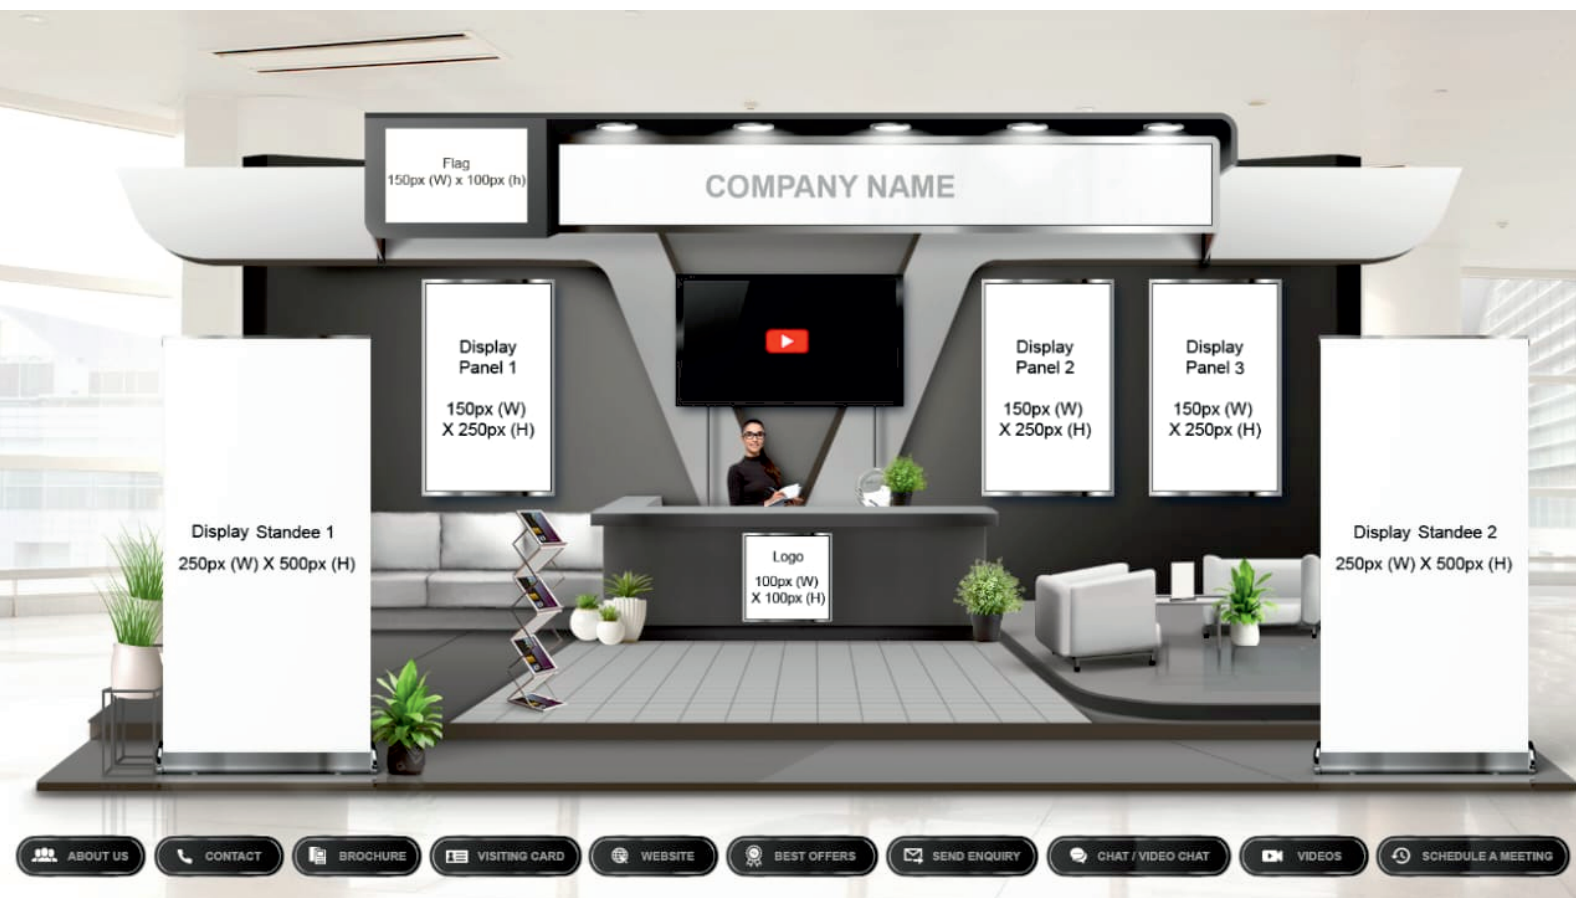 Flag
150px (W) x 100px (h)
COMPANY NAME
Display
Panel 1
150px (W)
X 250px (H)
Display
Panel 2
150px (W)
X 250px (H)
Display
Panel 3
150px (W)
X 250px (H)
Display Standee 1
250px (W) X 500px (H)
Logo
100px (W)
X 100px (H)
Display Standee 2
250px (W) X 500px (H)
ABOUT US
CONTACT
BROCHURE
VISITING CARD
WEBSITE
BEST OFFERS
SEND ENQUIRY
CHAT / VIDEO CHAT
VIDEOS
SCHEDULE A MEETING